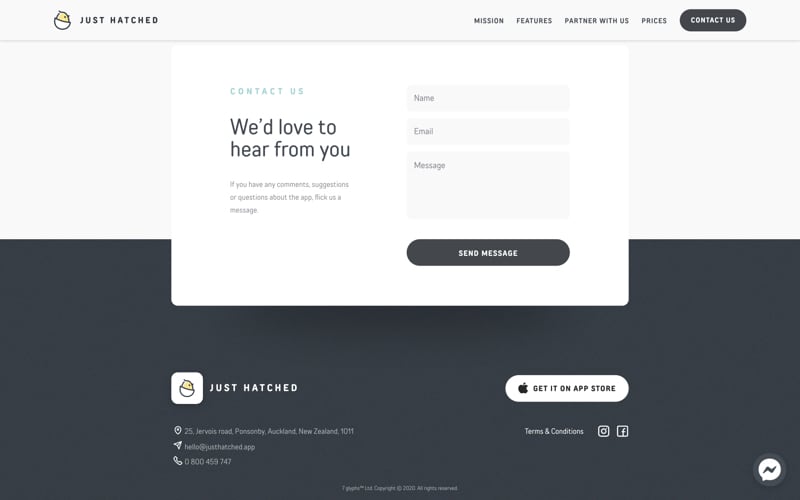 JUST HATCHED
MISSION FEATURES PARTNER WITH US PRICES CONTACT US
CONTACT US
We'd love to
hear from you
If you have any comments, suggestions
or questions about the app, flick us a
message.
Name
Email
Message
SEND MESSAGE
JUST HATCHED
GET IT ON APP STORE
25, Jervois road, Ponsonby, Auckland, New Zealand, 1011
hello@justhatched.app
0 800 459 747
Terms & Conditions
7 glyphs™ Ltd. Copyright © 2020. All rights reserved.